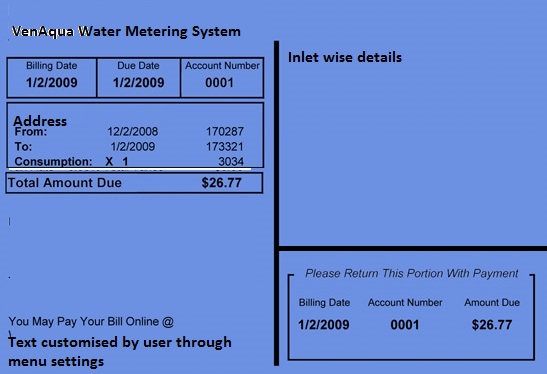 VenAqua Water Metering System
Billing Date Due Date Account Number
1/2/2009 1/2/2009 0001
Address
From: 12/2/2008 170287
To: 1/2/2009 173321
Consumption: X 1 3034
Total Amount Due $26.77
You May Pay Your Bill Online @
Text customised by user through
menu settings
Inlet wise details
Please Return This Portion With Payment
Billing Date Account Number Amount Due
1/2/2009 0001 $26.77